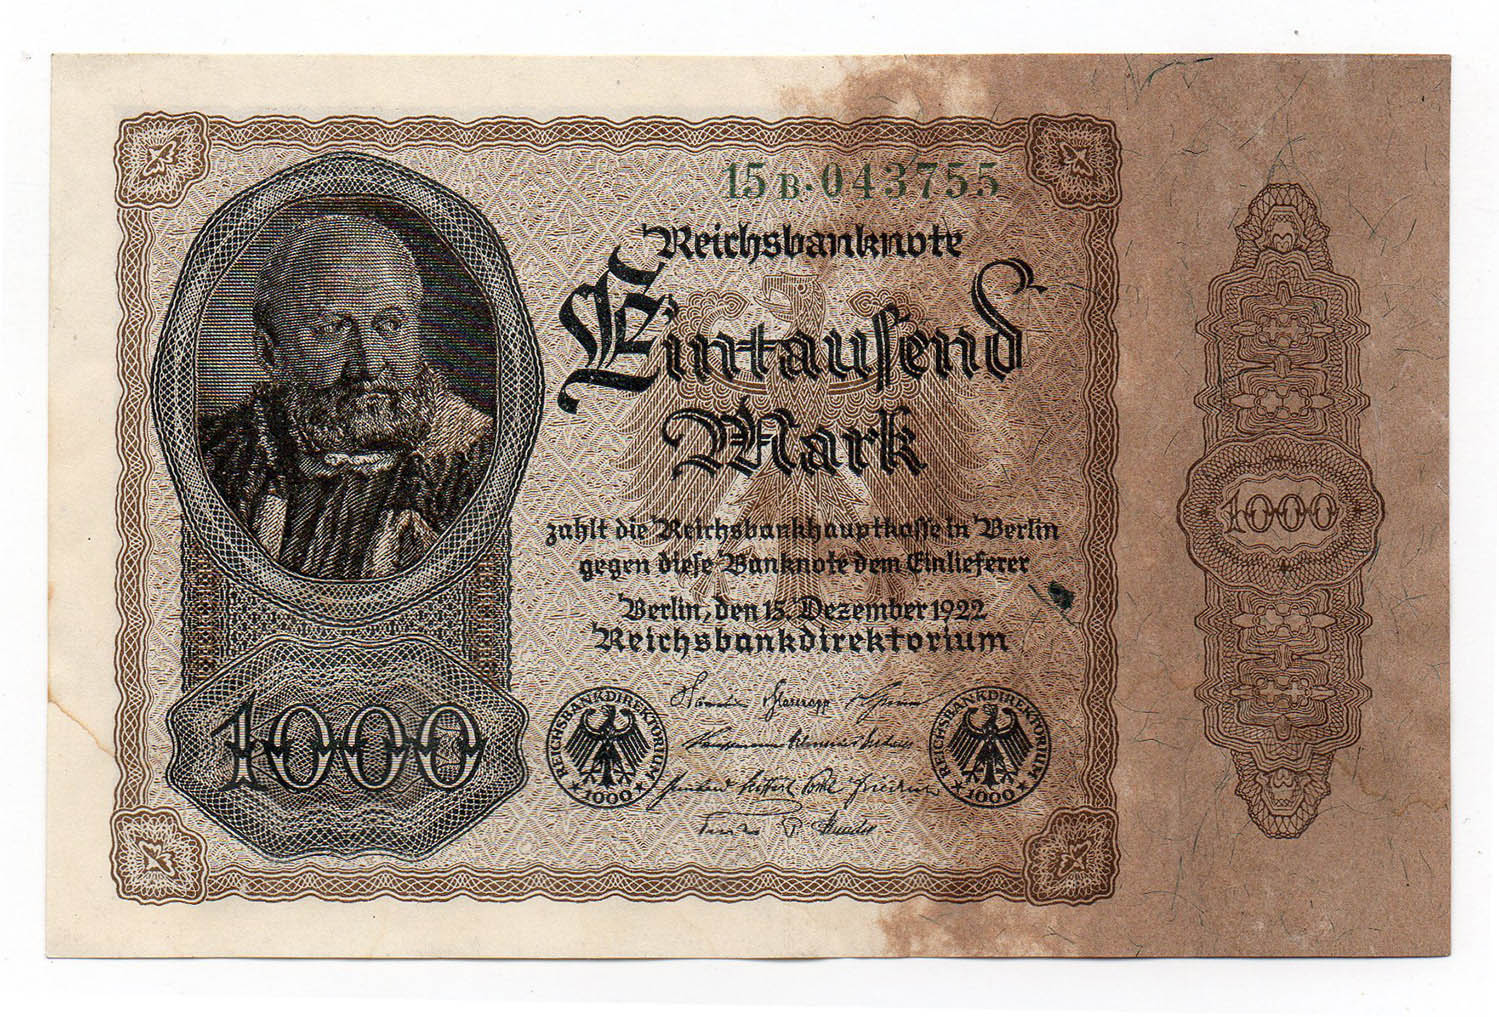 15B·043755
Reichsbanknote
Eintausend
Mark
zahlt die Reichsbankhauptkasse in Berlin
gegen diese Banknote dem Einlieferer
Berlin, den 15. Dezember 1922
Reichsbankdirektorium
1000
1000
REICHSBANKDIREKTORIUM
1000
REICHSBANKDIREKTORIUM
1000